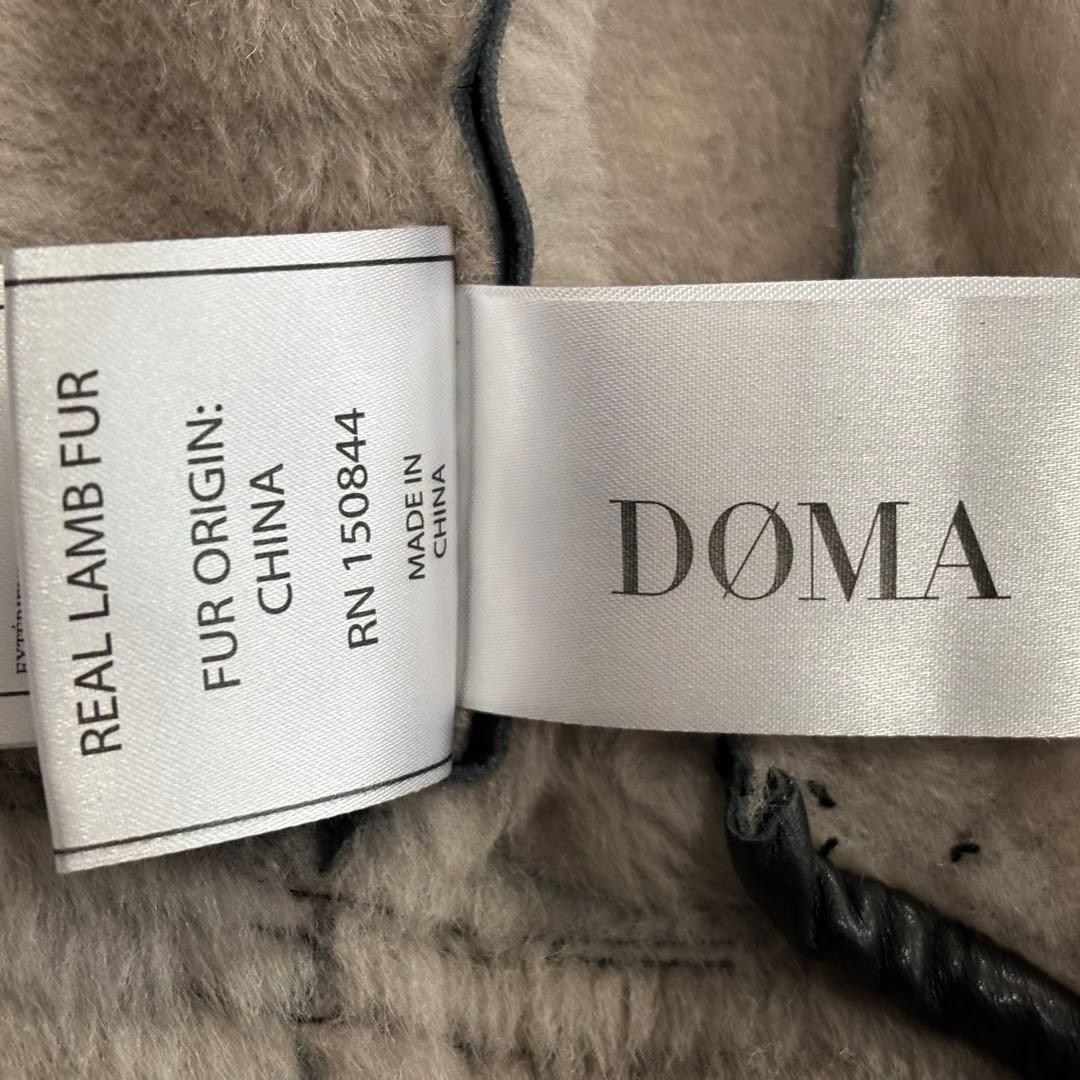 REAL LAMB FUR
FUR ORIGIN:
CHINA
RN 150844
MADE IN
CHINA
DØMA